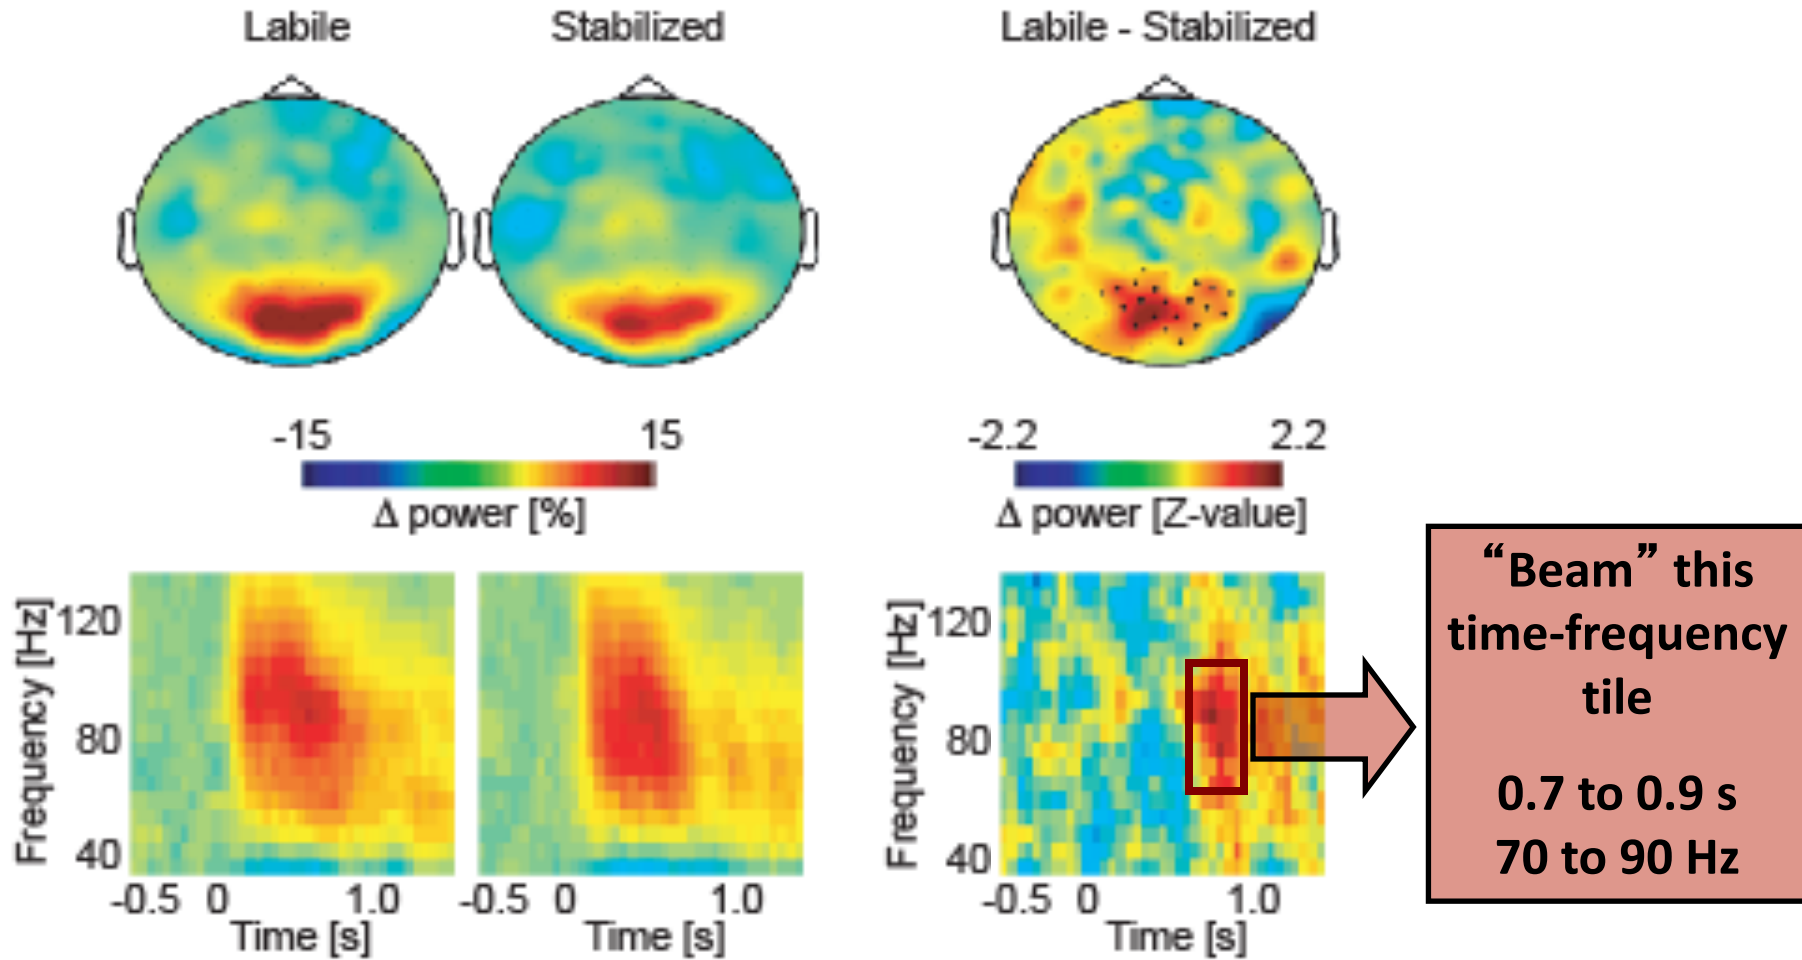 Labile
Stabilized
Labile - Stabilized
-15
15
Δ power [%]
-2.2
2.2
Δ power [Z-value]
Frequency [Hz]
120
80
40
-0.5
0
1.0
Time [s]
-0.5
0
1.0
Time [s]
Frequency [Hz]
120
80
40
-0.5
0
1.0
Time [s]
“Beam” this
time-frequency
tile
0.7 to 0.9 s
70 to 90 Hz